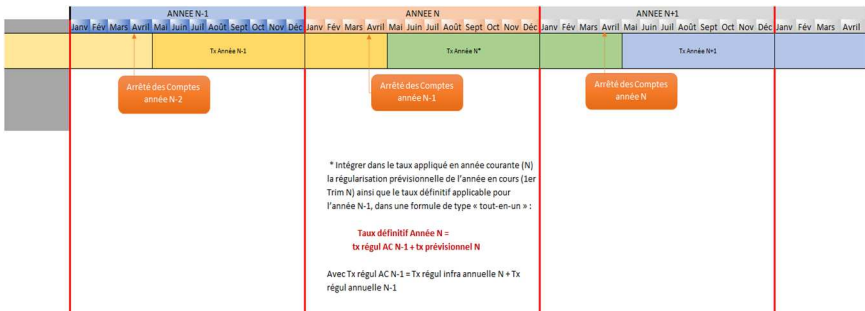 ANNEE N-1 ANNEE N ANNEE N+1
Janv Fév Mars Avril Mai Juin Juil Août Sept Oct Nov Déc Janv Fév Mars Avril Mai Juin Juil Août Sept Oct Nov Déc Janv Fév Mars Avril Mai Juin Juil Août Sept Oct Nov Déc Janv Fév Mars Avril
Tx Année N-1 Tx Année N* Tx Année N+1
Arrêté des Comptes
année N-2
Arrêté des Comptes
année N-1
Arrêté des Comptes
année N
* Intégrer dans le taux appliqué en année courante (N)
la régularisation prévisionnelle de l'année en cours (1er
Trim N) ainsi que le taux définitif applicable pour
l'année N-1, dans une formule de type « tout-en-un » :
Taux définitif Année N =
tx régul AC N-1 + tx prévisionnel N
Avec Tx régul AC N-1 = Tx régul infra annuelle N + Tx
régul annuelle N-1